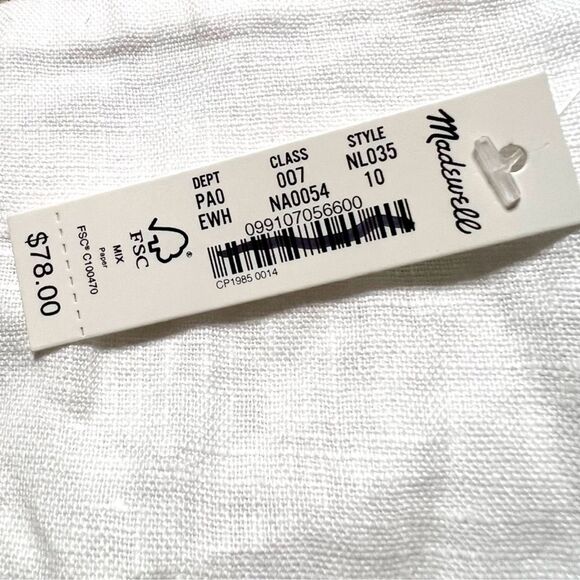 Madewell
DEPT CLASS STYLE
PA0 007 NL035
EWH NA0054 10
099107056600
CP1985 0014
FSC
®
MIX
Paper
FSC® C100470
$78.00